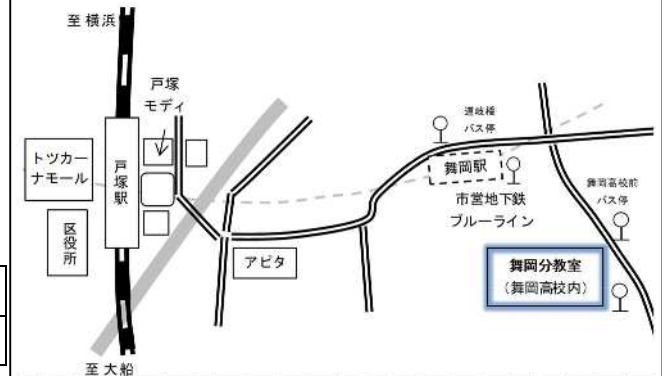 至横浜
戸塚
モディ
トツカー
ナモール
戸塚駅
区役所
アピタ
道岐橋
バス停
舞岡駅
市営地下鉄
ブルーライン
舞岡高校前
バス停
舞岡分教室
（舞岡高校内）
至大船